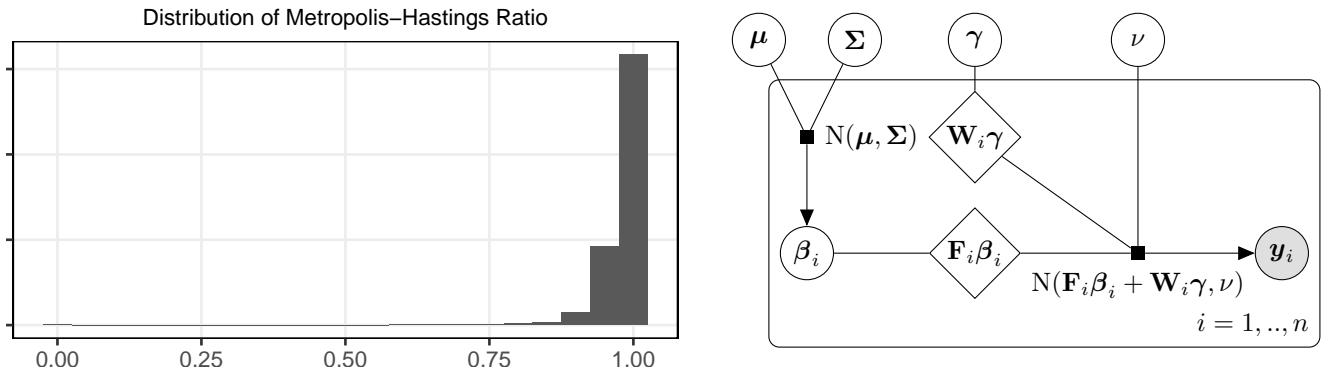 Distribution of Metropolis−Hastings Ratio
0.00 0.25 0.50 0.75 1.00
μ Σ γ ν
N(μ, Σ) W_iγ
β_i F_iβ_i y_i
N(F_iβ_i + W_iγ, ν)
i = 1, .., n